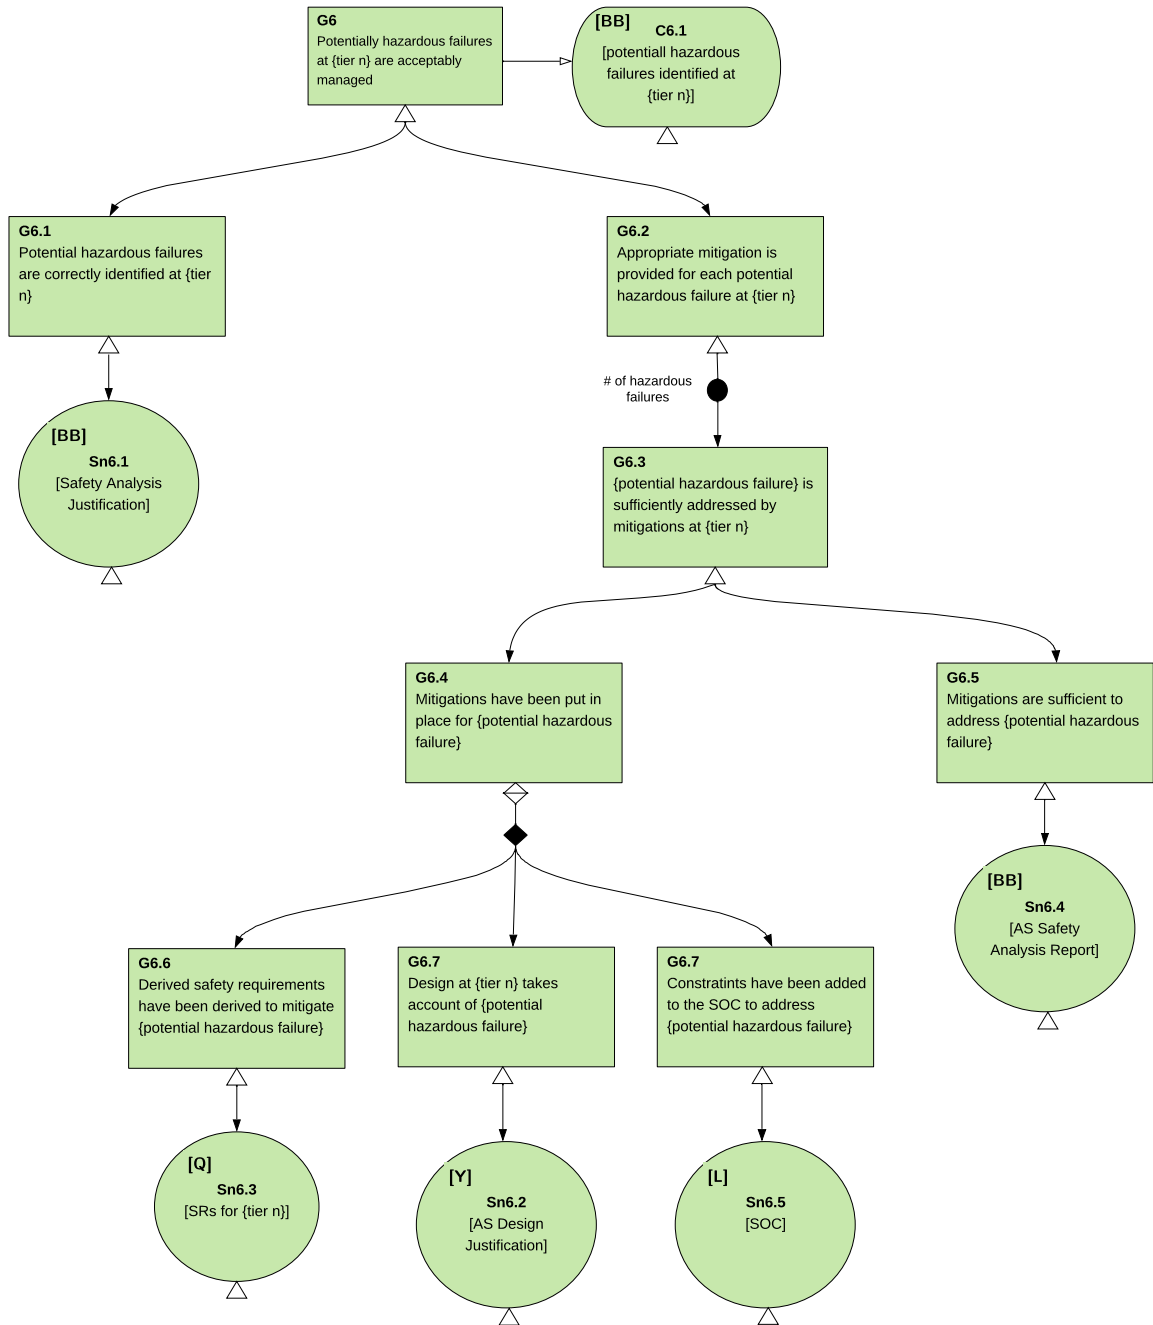 G6
Potentially hazardous failures
at {tier n} are acceptably
managed
[BB]
C6.1
[potentiall hazardous
failures identified at
{tier n}]
G6.1
Potential hazardous failures
are correctly identified at {tier
n}
G6.2
Appropriate mitigation is
provided for each potential
hazardous failure at {tier n}
# of hazardous
failures
[BB]
Sn6.1
[Safety Analysis
Justification]
G6.3
{potential hazardous failure} is
sufficiently addressed by
mitigations at {tier n}
G6.4
Mitigations have been put in
place for {potential hazardous
failure}
G6.5
Mitigations are sufficient to
address {potential hazardous
failure}
[BB]
Sn6.4
[AS Safety
Analysis Report]
G6.6
Derived safety requirements
have been derived to mitigate
{potential hazardous failure}
G6.7
Design at {tier n} takes
account of {potential
hazardous failure}
G6.7
Constratints have been added
to the SOC to address
{potential hazardous failure}
[Q]
Sn6.3
[SRs for {tier n}]
[Y]
Sn6.2
[AS Design
Justification]
[L]
Sn6.5
[SOC]